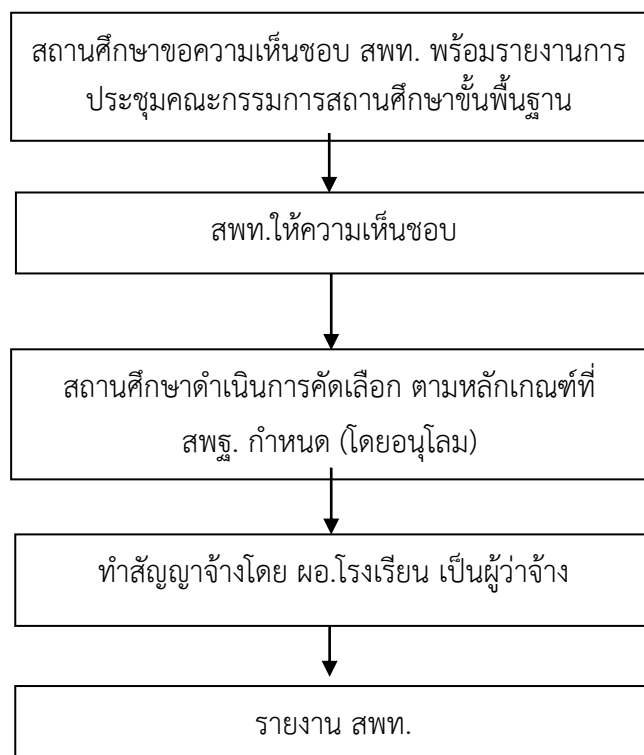 สถานศึกษาขอความเห็นชอบ สพท. พร้อมรายงานการ
ประชุมคณะกรรมการสถานศึกษาขั้นพื้นฐาน
สพท.ให้ความเห็นชอบ
สถานศึกษาดำเนินการคัดเลือก ตามหลักเกณฑ์ที่
สพฐ. กำหนด (โดยอนุโลม)
ทำสัญญาจ้างโดย ผอ.โรงเรียน เป็นผู้ว่าจ้าง
รายงาน สพท.